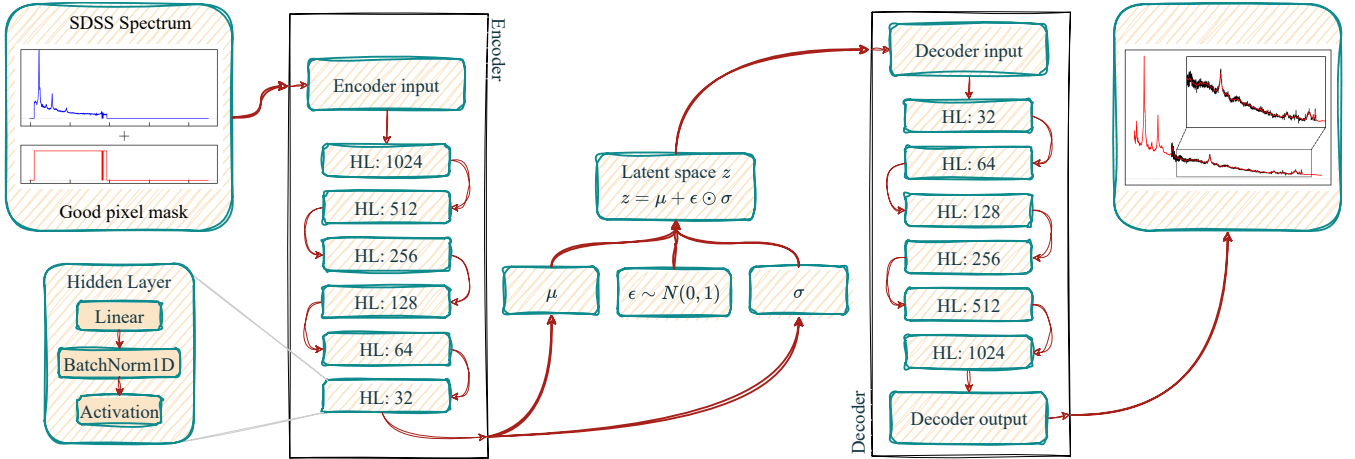 SDSS Spectrum
+
Good pixel mask
Hidden Layer
Linear
BatchNorm1D
Activation
Encoder
Encoder input
HL: 1024
HL: 512
HL: 256
HL: 128
HL: 64
HL: 32
Latent space z
z = μ + ϵ ⊙ σ
μ
ϵ ∼ N(0, 1)
σ
Decoder
Decoder input
HL: 32
HL: 64
HL: 128
HL: 256
HL: 512
HL: 1024
Decoder output